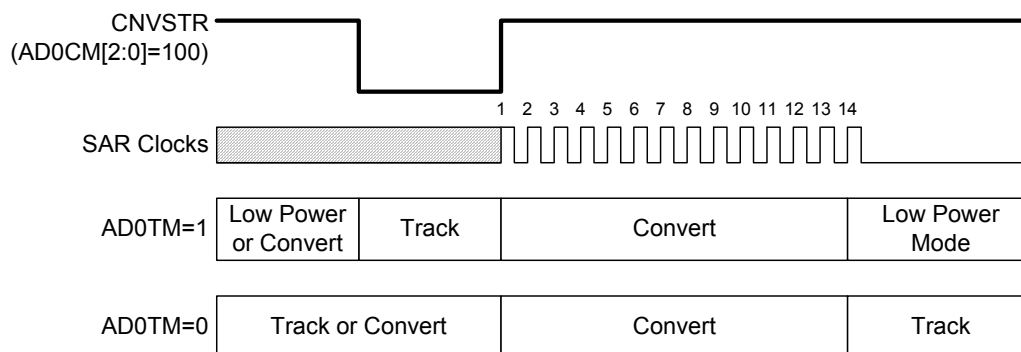 CNVSTR
(AD0CM[2:0]=100)
1 2 3 4 5 6 7 8 9 10 11 12 13 14
SAR Clocks
AD0TM=1
Low Power
or Convert
Track
Convert
Low Power
Mode
AD0TM=0
Track or Convert
Convert
Track